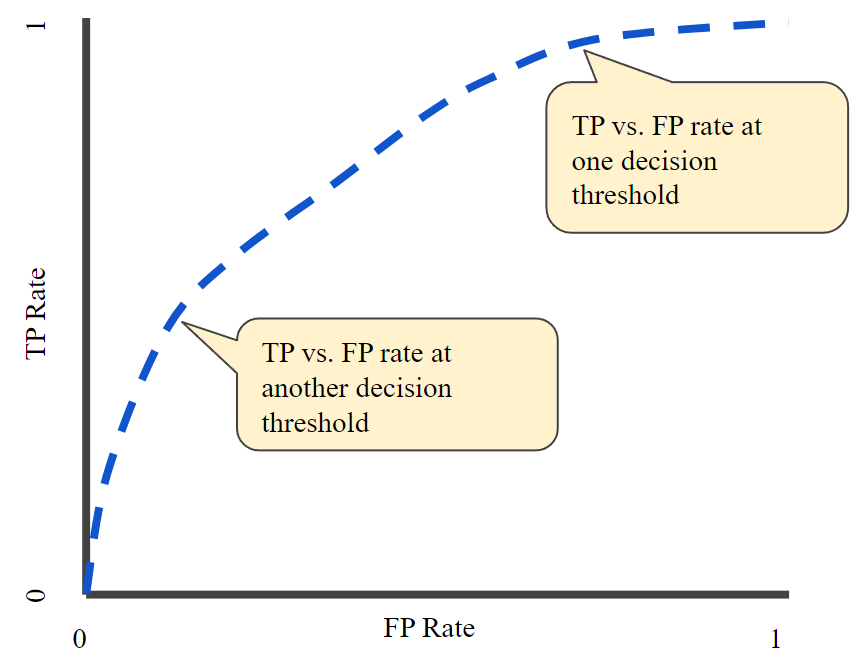 1
TP vs. FP rate at
one decision
threshold
TP Rate
TP vs. FP rate at
another decision
threshold
0
0
FP Rate
1